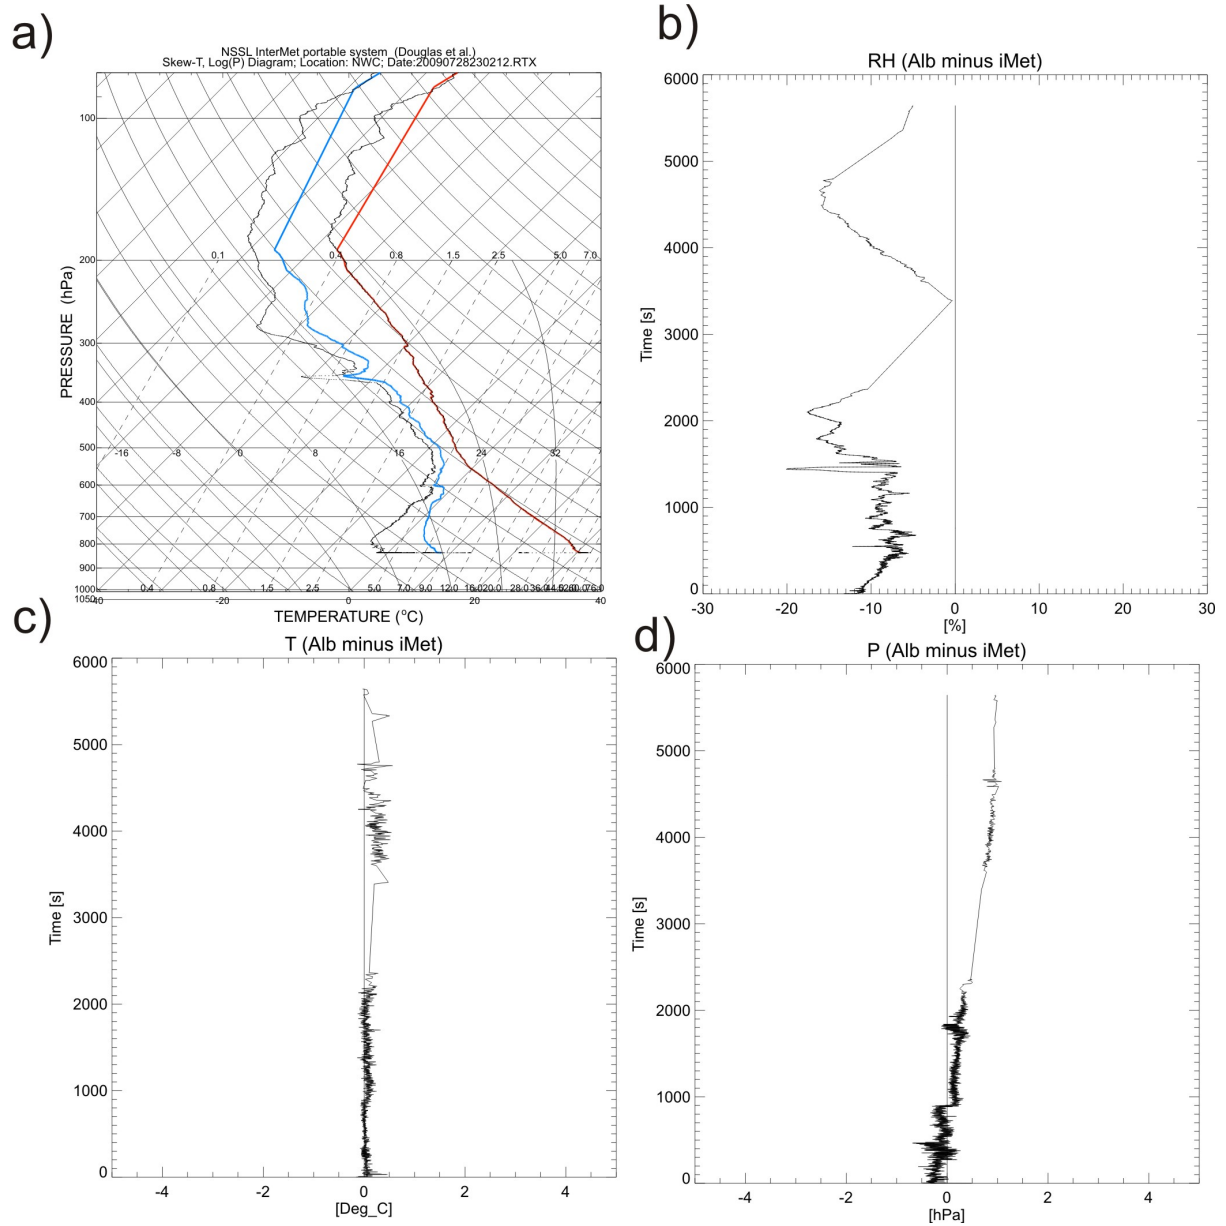 a)
NSSL InterMet portable system (Douglas et al.)
Skew-T, Log(P) Diagram; Location: NWC; Date:20090728230212.RTX
PRESSURE (hPa)
100
200
300
400
500
600
700
800
900
1000
1050
0.1 0.4 0.8 1.5 2.5 5.0 7.0
-16 -8 0 8 16 24 32
0.4 0.8 1.5 2.5 5.0 7.0 9.0 12.0
-20 0 20 40
TEMPERATURE (°C)
b)
RH (Alb minus iMet)
6000
5000
4000
3000
2000
1000
0
Time [s]
-30 -20 -10 0 10 20 30
[%]
c)
T (Alb minus iMet)
6000
5000
4000
3000
2000
1000
0
Time [s]
-4 -2 0 2 4
[Deg_C]
d)
P (Alb minus iMet)
6000
5000
4000
3000
2000
1000
0
Time [s]
-4 -2 0 2 4
[hPa]